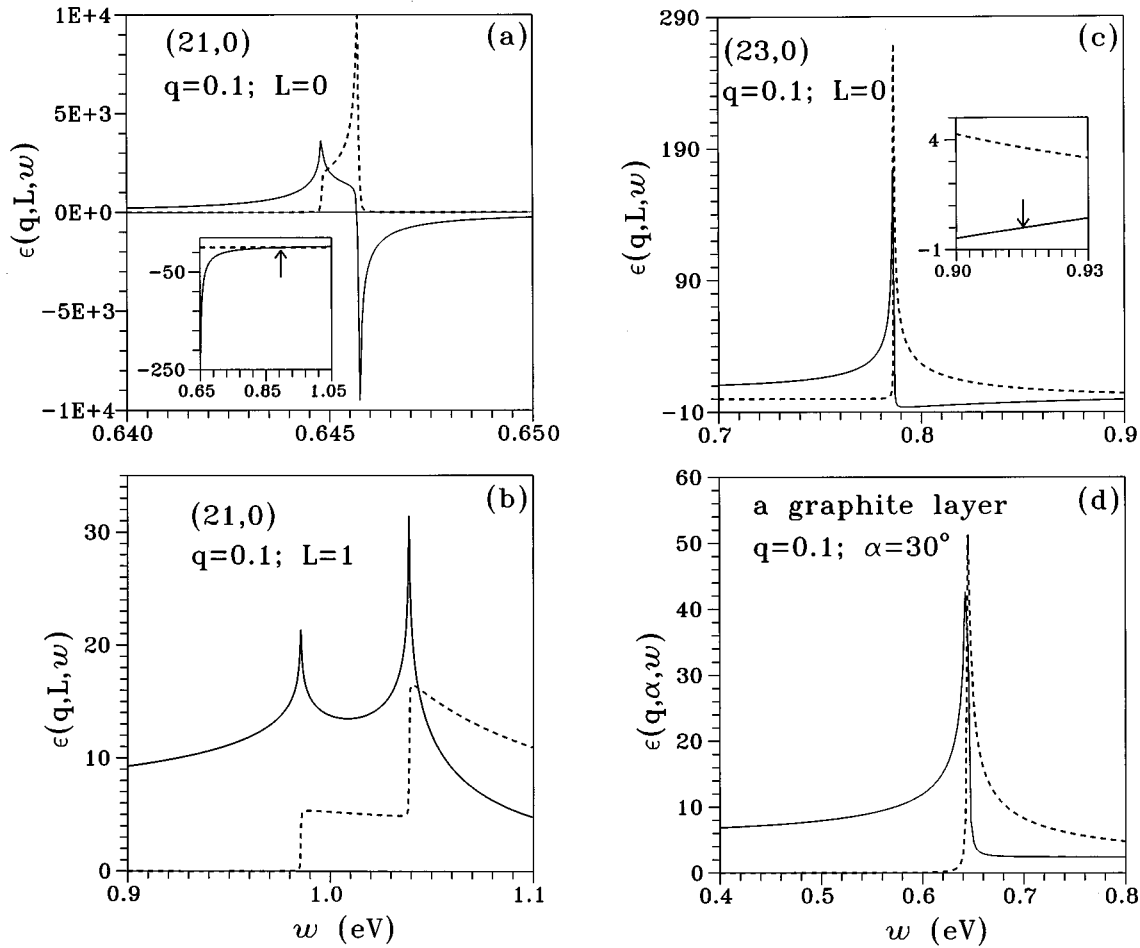 (a)
(21,0)
q=0.1; L=0
ϵ(q,L,w)
1E+4
5E+3
0E+0
-5E+3
-1E+4
0.640
0.645
0.650
-50
-250
0.65
0.85
1.05
(c)
(23,0)
q=0.1; L=0
ϵ(q,L,w)
290
190
90
-10
0.7
0.8
0.9
4
-1
0.90
0.93
(b)
(21,0)
q=0.1; L=1
ϵ(q,L,w)
30
20
10
0
0.9
1.0
1.1
w (eV)
(d)
a graphite layer
q=0.1; α=30°
ϵ(q,α,w)
60
50
40
30
20
10
0
0.4
0.5
0.6
0.7
0.8
w (eV)